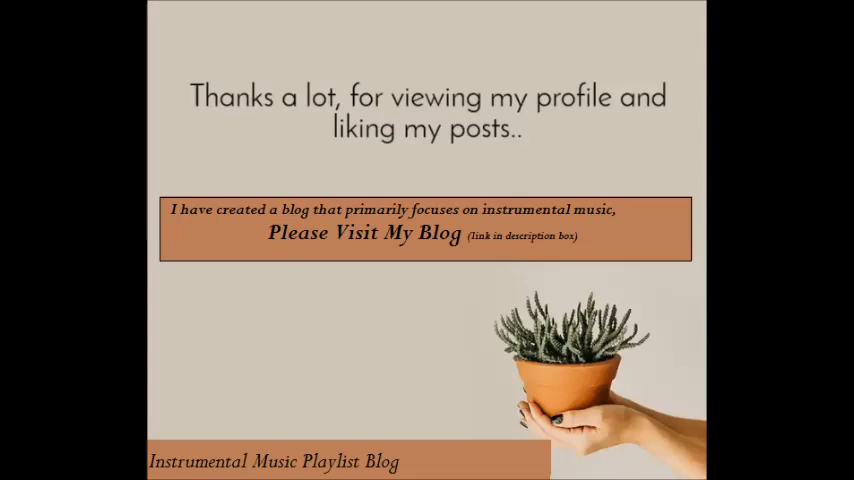 Thanks a lot, for viewing my profile and
liking my posts..
I have created a blog that primarily focuses on instrumental music,
Please Visit My Blog (link in description box)
Instrumental Music Playlist Blog